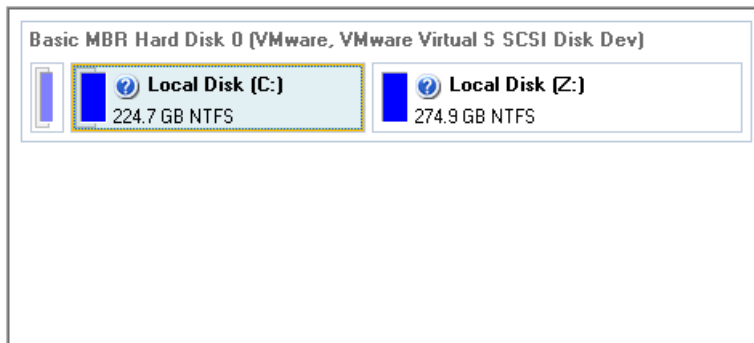 Basic MBR Hard Disk 0 (VMware, VMware Virtual S SCSI Disk Dev)
Local Disk (C:)
224.7 GB NTFS
Local Disk (Z:)
274.9 GB NTFS